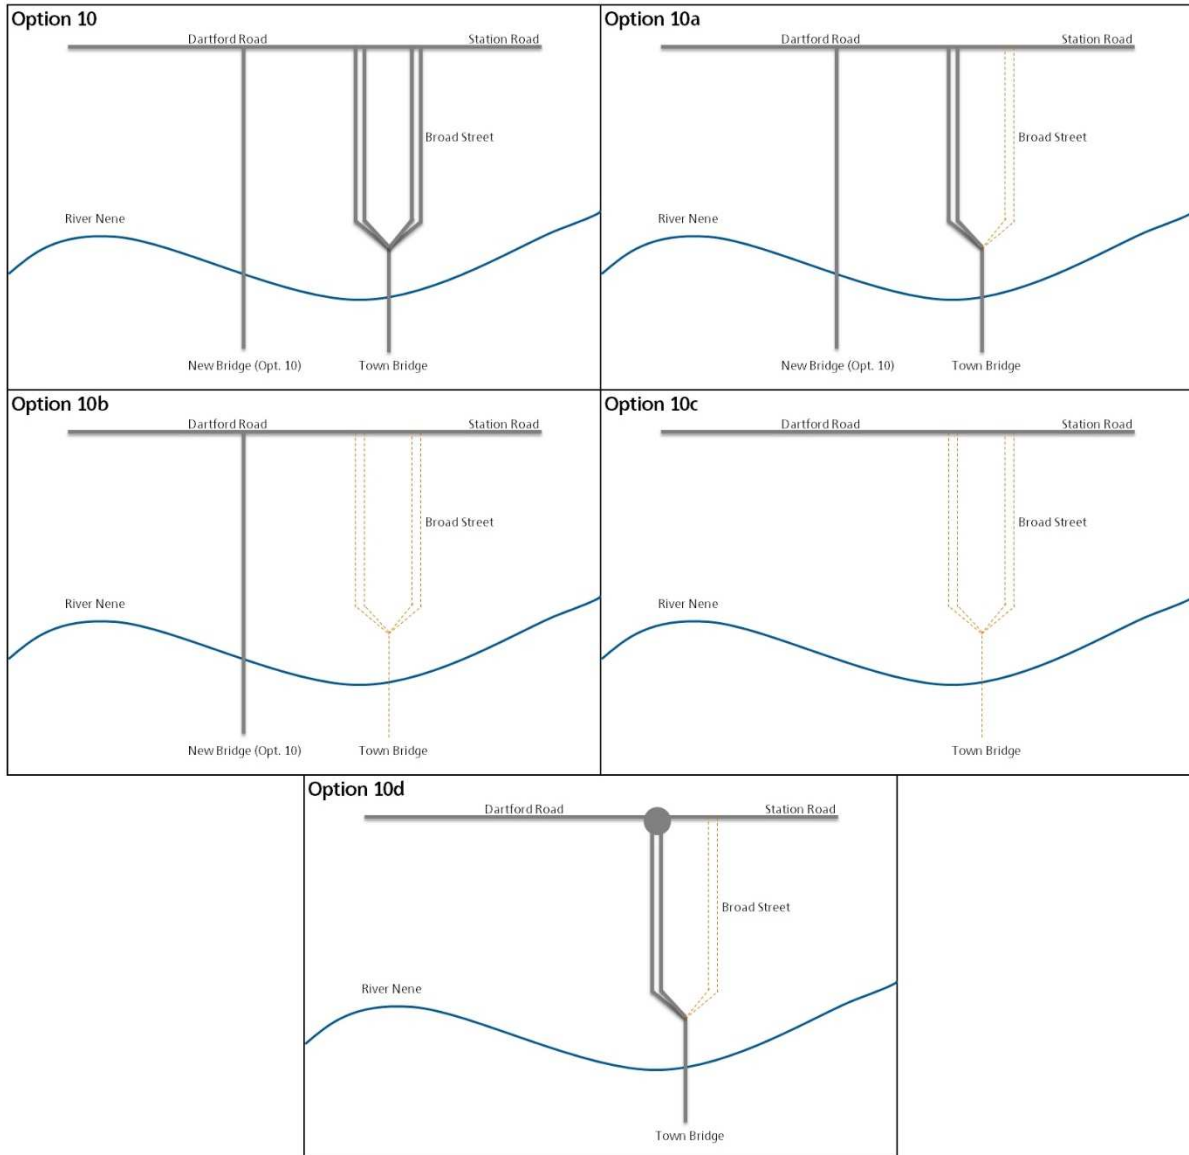 Option 10
Dartford Road
Station Road
Broad Street
River Nene
New Bridge (Opt. 10)
Town Bridge
Option 10a
Dartford Road
Station Road
Broad Street
River Nene
New Bridge (Opt. 10)
Town Bridge
Option 10b
Dartford Road
Station Road
Broad Street
River Nene
New Bridge (Opt. 10)
Town Bridge
Option 10c
Dartford Road
Station Road
Broad Street
River Nene
Town Bridge
Option 10d
Dartford Road
Station Road
Broad Street
River Nene
Town Bridge